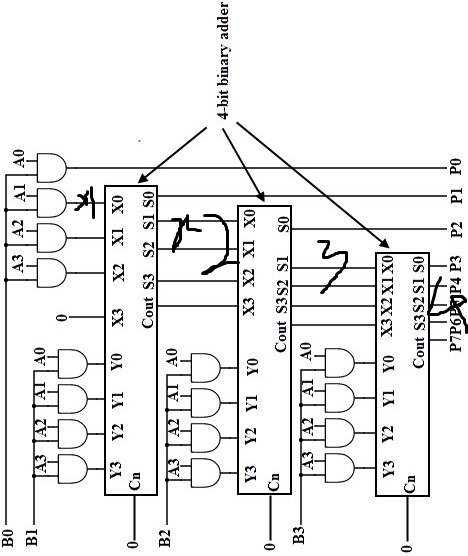 4-bit binary adder
A0
A1
A2
A3
0
A0
A1
A2
A3
B0
B1
X0
X1
X2
X3
Y0
Y1
Y2
Y3
S0
S1
S2
S3
Cout
Cn
0
A0
A1
A2
A3
B2
X0
X1
X2
X3
Y0
Y1
Y2
Y3
S0
S1
S2
S3
Cout
Cn
0
A0
A1
A2
A3
B3
X0
X1
X2
X3
Y0
Y1
Y2
Y3
S0
S1
S2
S3
Cout
Cn
0
P0
P1
P2
P3
P4
P6
P7
3